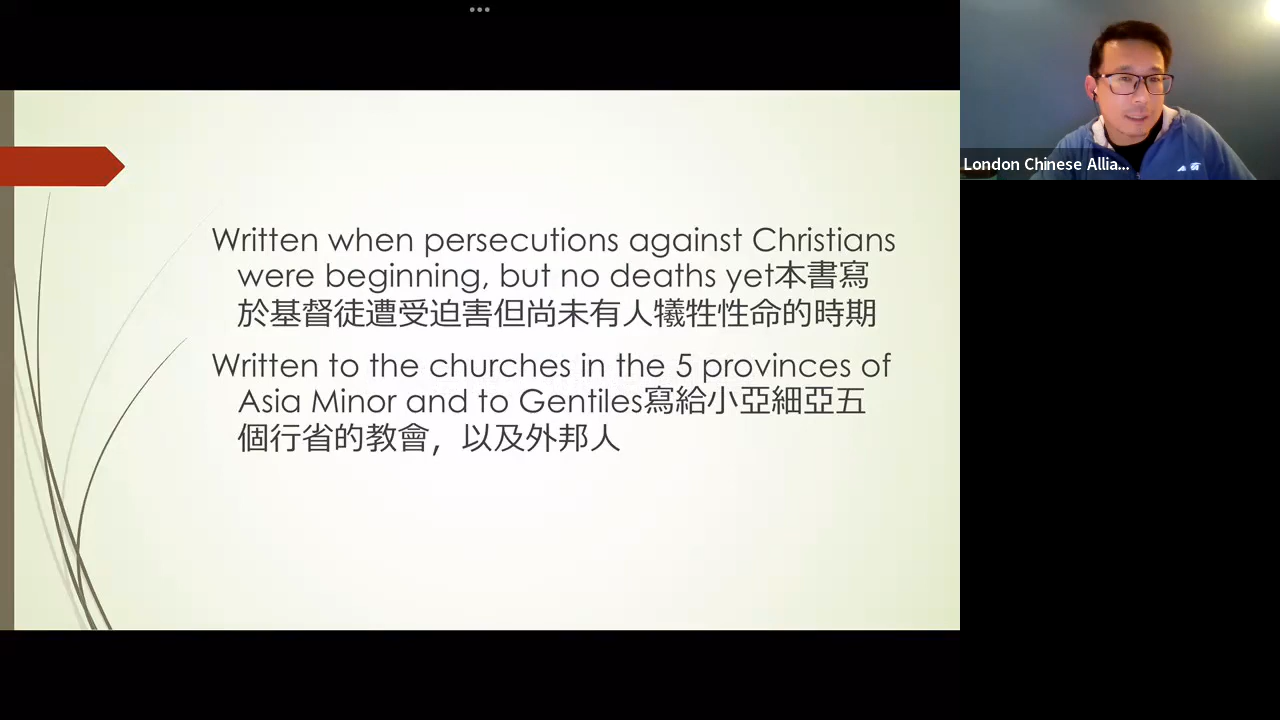 Written when persecutions against Christians
were beginning, but no deaths yet本書寫
於基督徒遭受迫害但尚未有人犧牲性命的時期
Written to the churches in the 5 provinces of
Asia Minor and to Gentiles寫給小亞細亞五
個行省的教會，以及外邦人
London Chinese Allia...